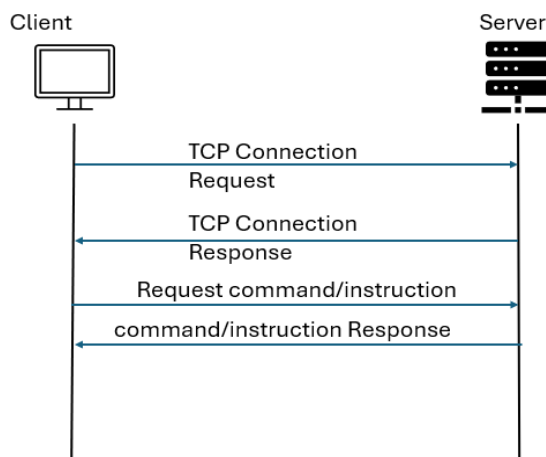 Client
Server
TCP Connection
Request
TCP Connection
Response
Request command/instruction
command/instruction Response